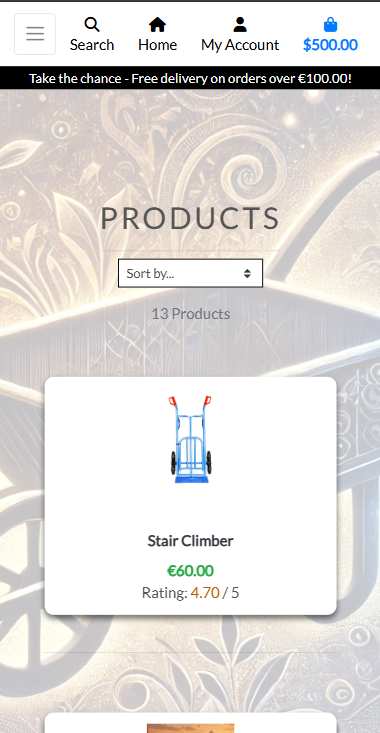 Search
Home
My Account
$500.00
Take the chance - Free delivery on orders over €100.00!
PRODUCTS
Sort by...
13 Products
Stair Climber
€60.00
Rating: 4.70 / 5